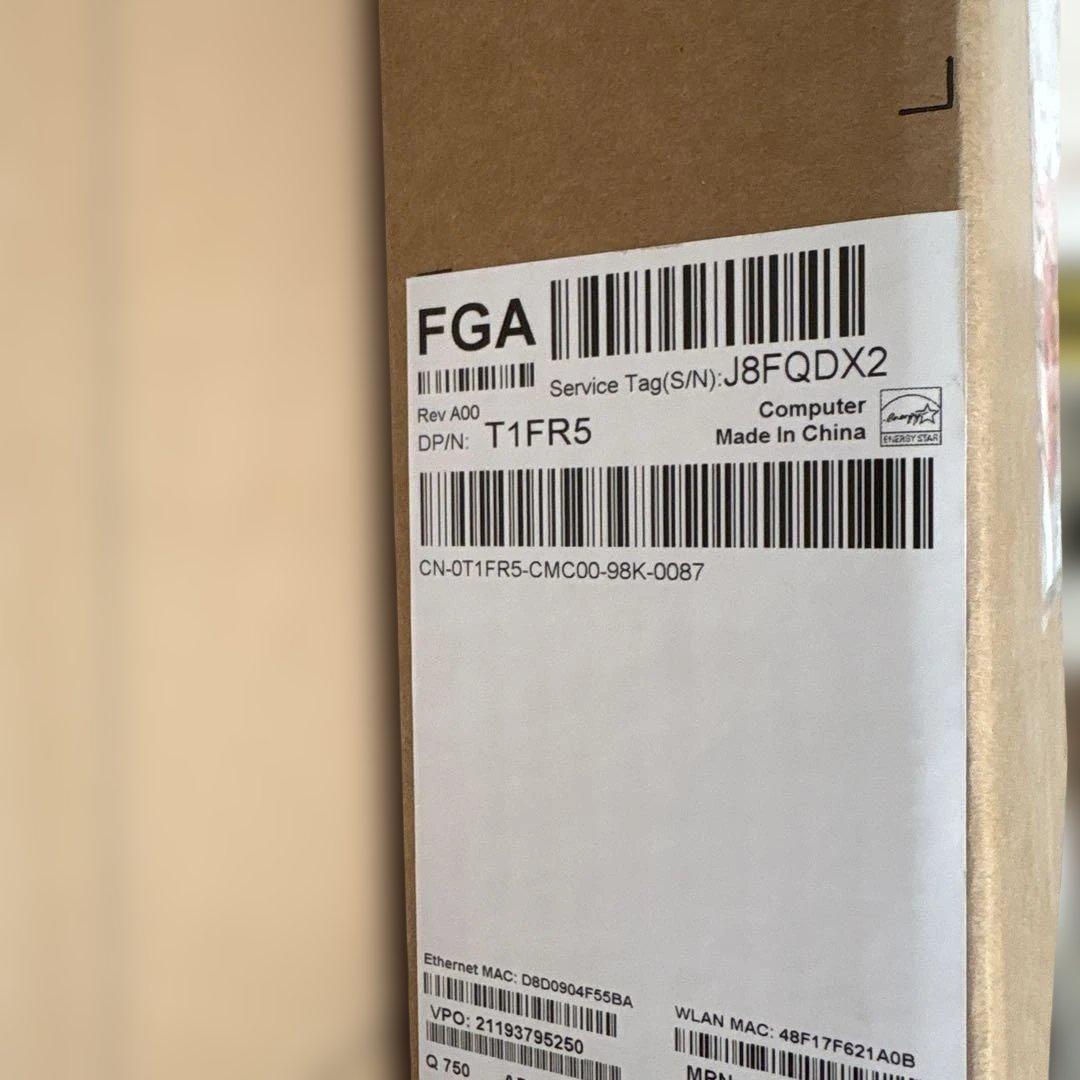 FGA
Service Tag(S/N): J8FQDX2
Rev A00
DP/N: T1FR5
Computer
Made In China
energy
ENERGY STAR
CN-0T1FR5-CMC00-98K-0087
Ethernet MAC: D8D0904F55BA
WLAN MAC: 48F17F621A0B
VPO: 21193795250
Q 750